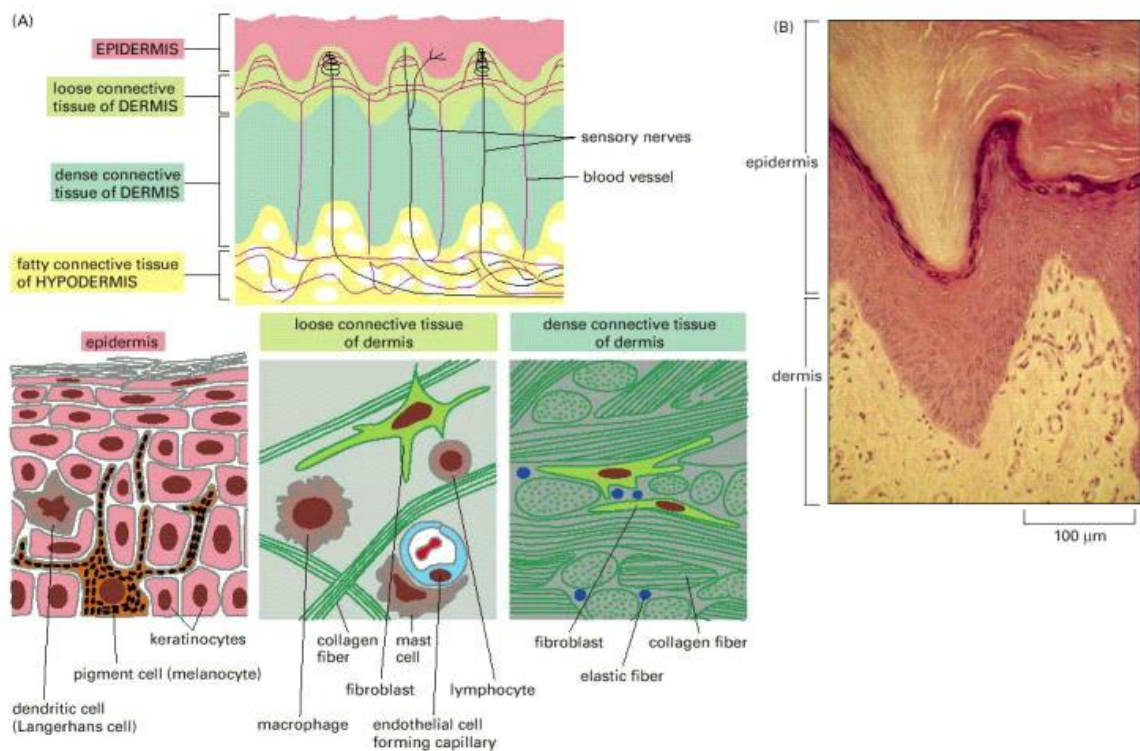 (A)
EPIDERMIS
loose connective
tissue of DERMIS
dense connective
tissue of DERMIS
fatty connective tissue
of HYPODERMIS
sensory nerves
blood vessel
(B)
epidermis
dermis
100 μm
epidermis
keratinocytes
pigment cell (melanocyte)
dendritic cell
(Langerhans cell)
loose connective tissue
of dermis
collagen
fiber
mast
cell
fibroblast
lymphocyte
macrophage
endothelial cell
forming capillary
dense connective tissue
of dermis
fibroblast
collagen fiber
elastic fiber